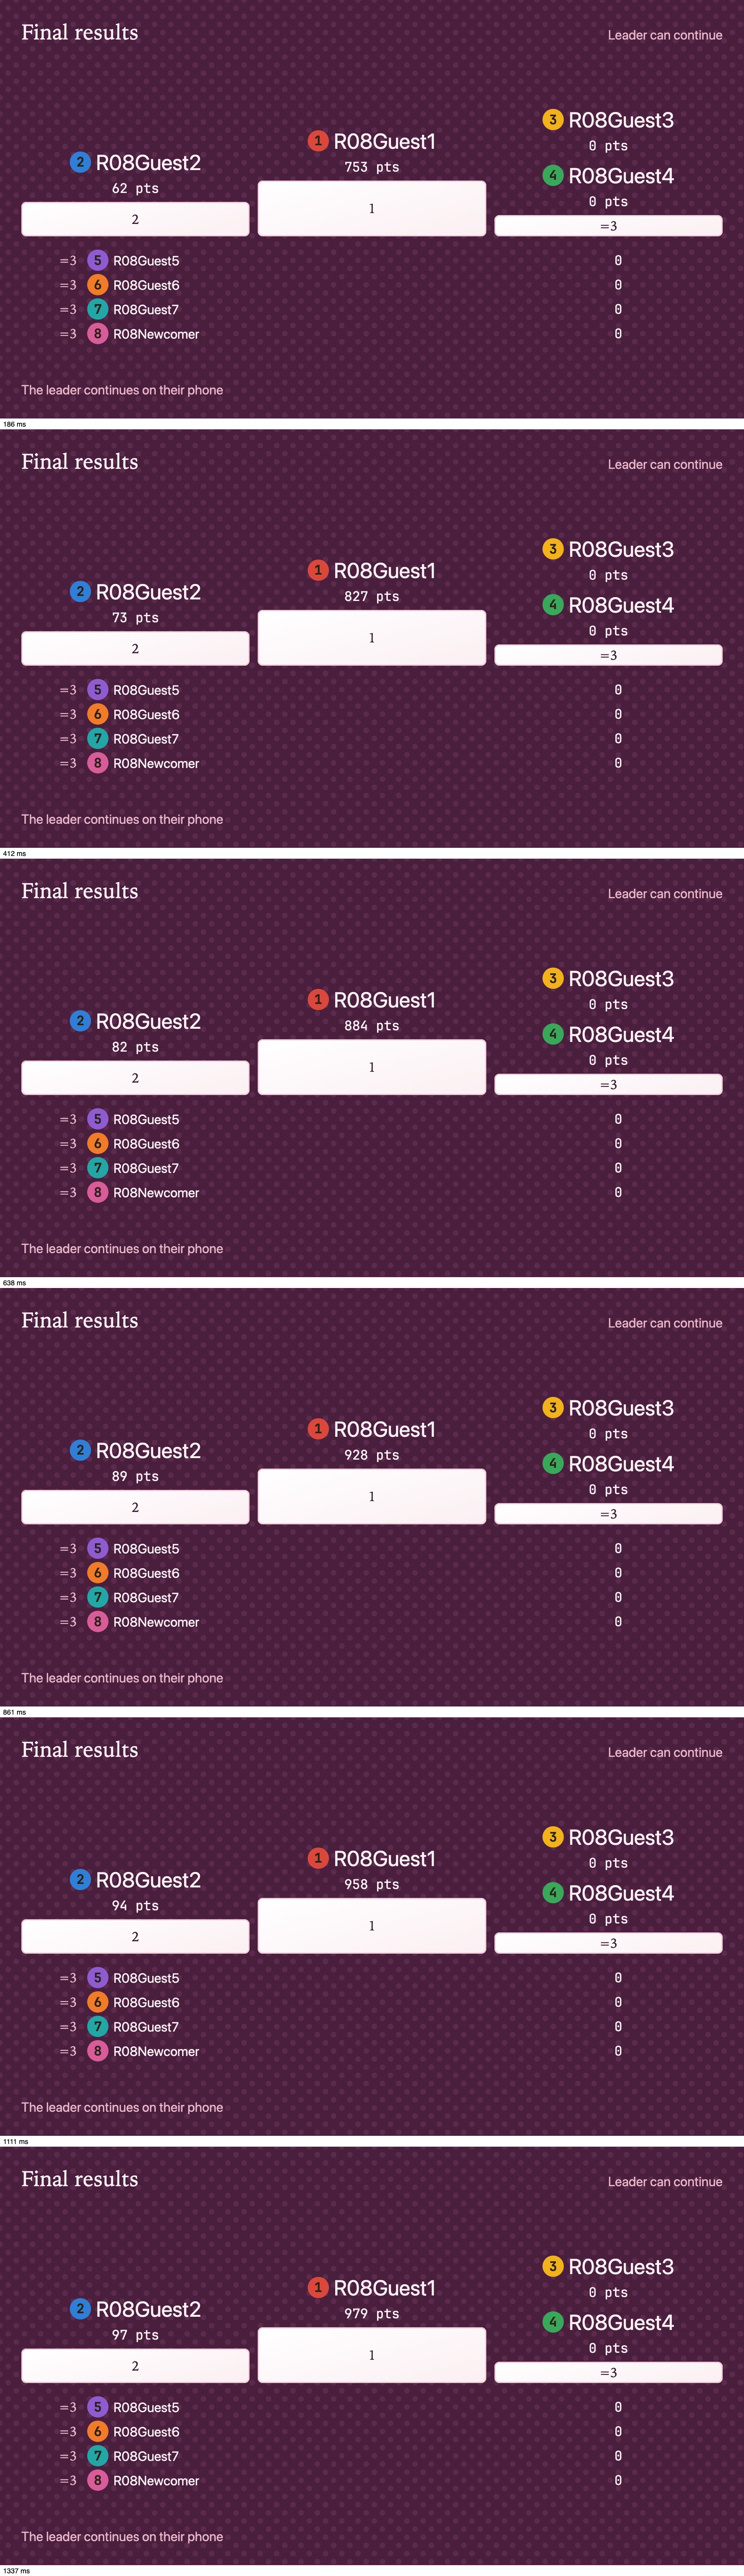 Final results
Leader can continue
3 R08Guest3
0 pts
1 R08Guest1
753 pts
2 R08Guest2
62 pts
4 R08Guest4
0 pts
2
1
=3
=3 5 R08Guest5 0
=3 6 R08Guest6 0
=3 7 R08Guest7 0
=3 8 R08Newcomer 0
The leader continues on their phone
186 ms
Final results
Leader can continue
3 R08Guest3
0 pts
1 R08Guest1
827 pts
2 R08Guest2
73 pts
4 R08Guest4
0 pts
2
1
=3
=3 5 R08Guest5 0
=3 6 R08Guest6 0
=3 7 R08Guest7 0
=3 8 R08Newcomer 0
The leader continues on their phone
412 ms
Final results
Leader can continue
3 R08Guest3
0 pts
1 R08Guest1
884 pts
2 R08Guest2
82 pts
4 R08Guest4
0 pts
2
1
=3
=3 5 R08Guest5 0
=3 6 R08Guest6 0
=3 7 R08Guest7 0
=3 8 R08Newcomer 0
The leader continues on their phone
638 ms
Final results
Leader can continue
3 R08Guest3
0 pts
1 R08Guest1
928 pts
2 R08Guest2
89 pts
4 R08Guest4
0 pts
2
1
=3
=3 5 R08Guest5 0
=3 6 R08Guest6 0
=3 7 R08Guest7 0
=3 8 R08Newcomer 0
The leader continues on their phone
861 ms
Final results
Leader can continue
3 R08Guest3
0 pts
1 R08Guest1
958 pts
2 R08Guest2
94 pts
4 R08Guest4
0 pts
2
1
=3
=3 5 R08Guest5 0
=3 6 R08Guest6 0
=3 7 R08Guest7 0
=3 8 R08Newcomer 0
The leader continues on their phone
1111 ms
Final results
Leader can continue
3 R08Guest3
0 pts
1 R08Guest1
979 pts
2 R08Guest2
97 pts
4 R08Guest4
0 pts
2
1
=3
=3 5 R08Guest5 0
=3 6 R08Guest6 0
=3 7 R08Guest7 0
=3 8 R08Newcomer 0
The leader continues on their phone
1337 ms